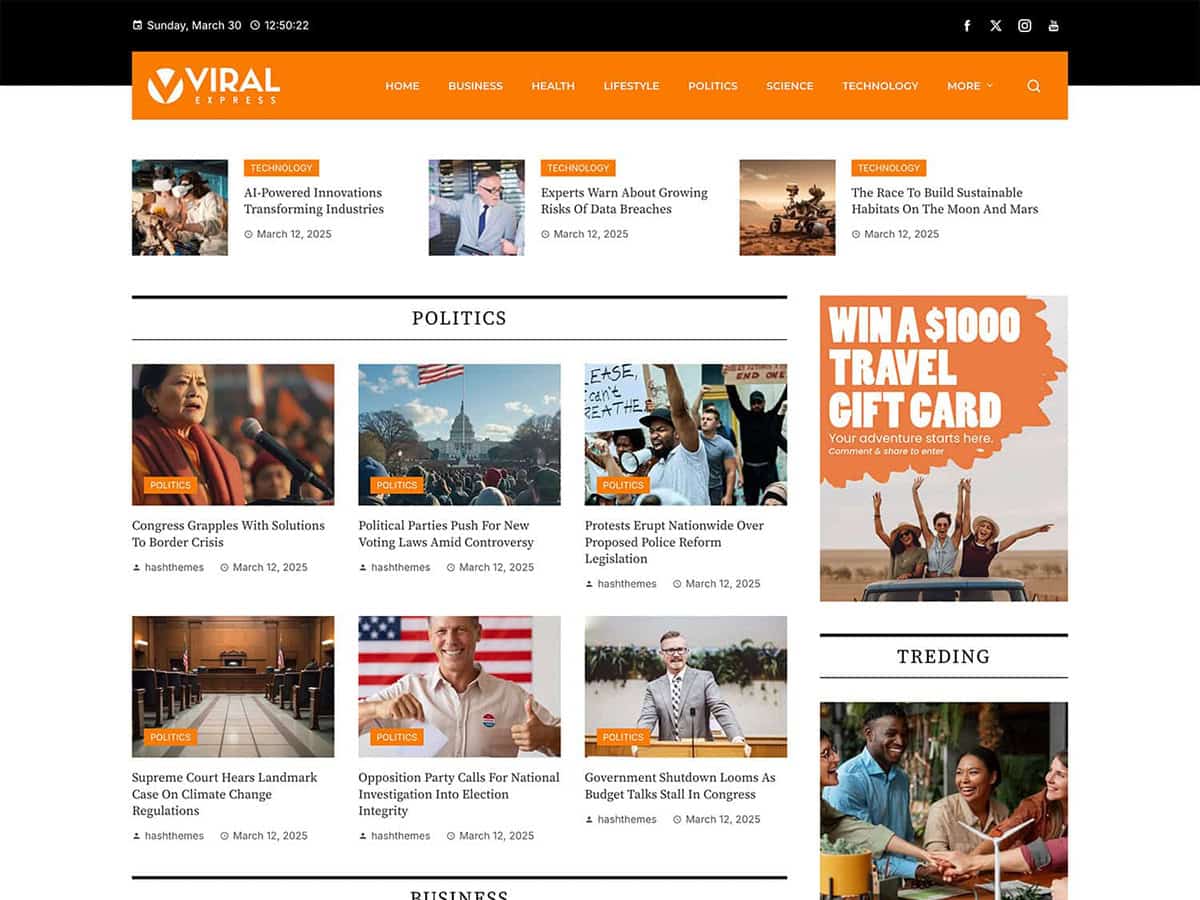 Sunday, March 30 12:50:22
VIRAL
EXPRESS
HOME BUSINESS HEALTH LIFESTYLE POLITICS SCIENCE TECHNOLOGY MORE
TECHNOLOGY
AI-Powered Innovations
Transforming Industries
March 12, 2025
TECHNOLOGY
Experts Warn About Growing
Risks Of Data Breaches
March 12, 2025
TECHNOLOGY
The Race To Build Sustainable
Habitats On The Moon And Mars
March 12, 2025
POLITICS
POLITICS
Congress Grapples With Solutions
To Border Crisis
hashthemes March 12, 2025
POLITICS
Political Parties Push For New
Voting Laws Amid Controversy
hashthemes March 12, 2025
EASE,
can't
REATHE
END
POLITICS
Protests Erupt Nationwide Over
Proposed Police Reform
Legislation
hashthemes March 12, 2025
POLITICS
Supreme Court Hears Landmark
Case On Climate Change
Regulations
hashthemes March 12, 2025
POLITICS
Opposition Party Calls For National
Investigation Into Election
Integrity
hashthemes March 12, 2025
POLITICS
Government Shutdown Looms As
Budget Talks Stall In Congress
hashthemes March 12, 2025
BUSINESS
WIN A $1000
TRAVEL
GIFT CARD
Your adventure starts here.
Comment & share to enter
TREDING